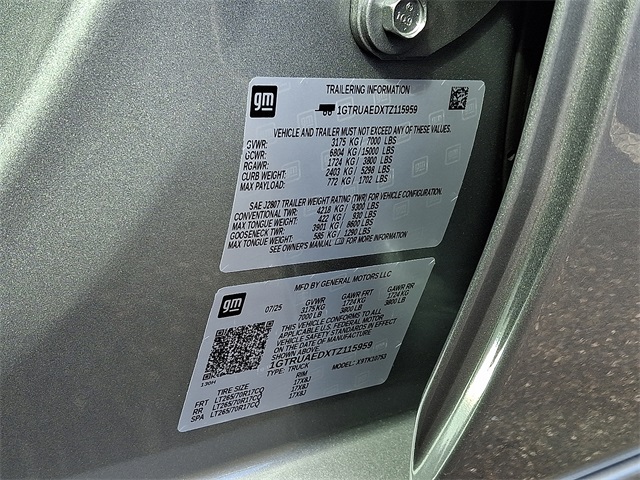 10.9
gm
TRAILERING INFORMATION
1GTRUAEDXTZ115959
VEHICLE AND TRAILER MUST NOT EXCEED ANY OF THESE VALUES.
GVWR: 3175 KG / 7000 LBS
GCWR: 6804 KG / 15000 LBS
RGAWR: 1724 KG / 3800 LBS
CURB WEIGHT: 2403 KG / 5298 LBS
MAX PAYLOAD: 772 KG / 1702 LBS
SAE J2807 TRAILER WEIGHT RATING (TWR) FOR VEHICLE CONFIGURATION.
CONVENTIONAL TWR: 4218 KG / 9300 LBS
MAX TONGUE WEIGHT: 422 KG / 930 LBS
GOOSENECK TWR: 3901 KG / 8600 LBS
MAX TONGUE WEIGHT: 585 KG / 1290 LBS
SEE OWNER'S MANUAL FOR MORE INFORMATION
gm
MFD BY GENERAL MOTORS LLC
07/25 GVWR GAWR FRT GAWR RR
3175 KG 1724 KG 1724 KG
7000 LB 3800 LB 3800 LB
THIS VEHICLE CONFORMS TO ALL
APPLICABLE U.S. FEDERAL MOTOR
VEHICLE SAFETY STANDARDS IN EFFECT
ON THE DATE OF MANUFACTURE
SHOWN ABOVE.
1GTRUAEDXTZ115959
TYPE: TRUCK MODEL: X9TK10753
130H
TIRE SIZE RIM
FRT LT265/70R17CQ 17X8J
RR LT265/70R17CQ 17X8J
SPA LT265/70R17CQ 17X8J